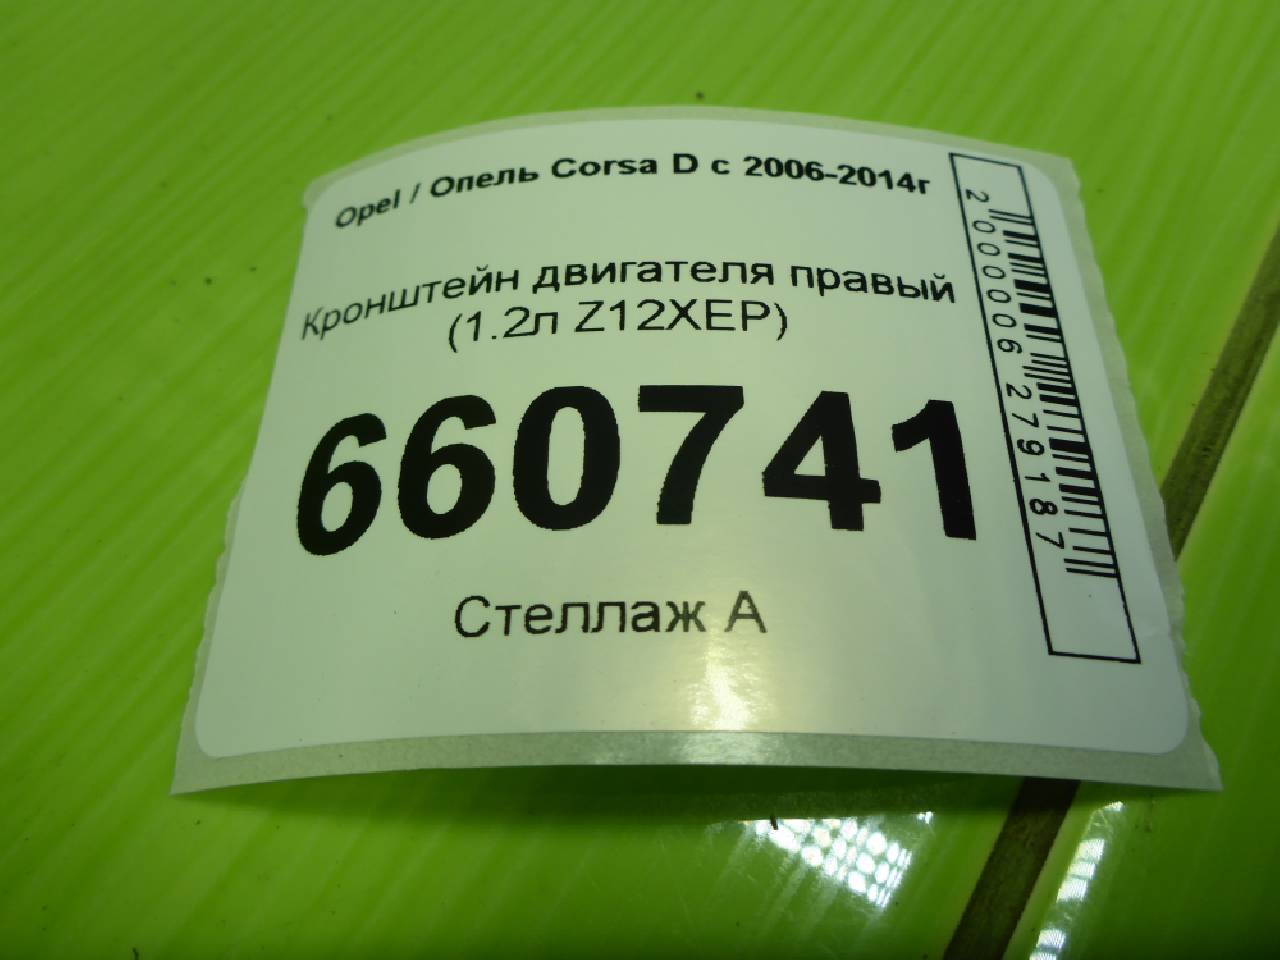 Opel / Опель Corsa D с 2006-2014г
Кронштейн двигателя правый
(1.2л Z12XEP)
660741
Стеллаж А
2000006279187